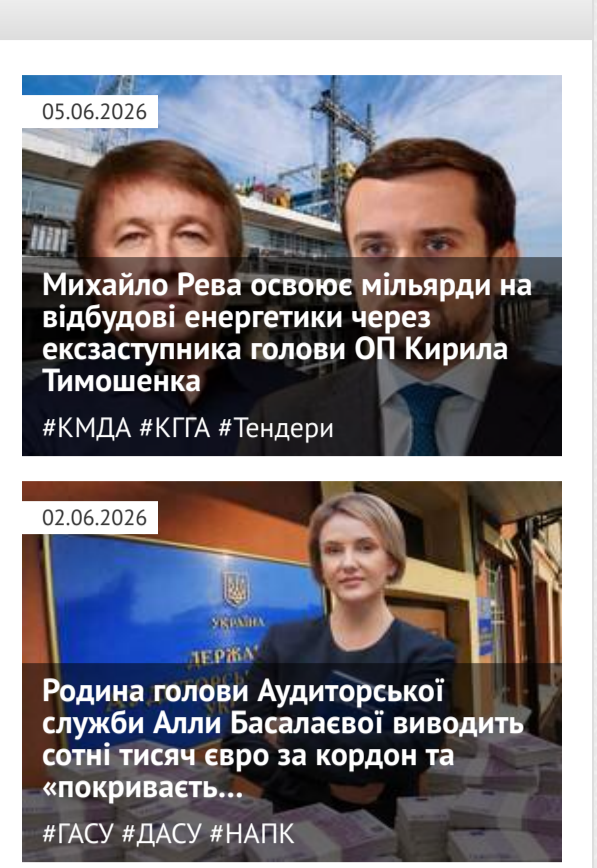 05.06.2026
Михайло Рева освоює мільярди на
відбудові енергетики через
ексзаступника голови ОП Кирила
Тимошенка
#КМДА #КГГА #Тендери
02.06.2026
УКРАЇНА
ДЕРЖА
Родина голови Аудиторської
служби Алли Басалаєвої виводить
сотні тисяч євро за кордон та
«покриваєть...
#ГАСУ #ДАСУ #НАПК